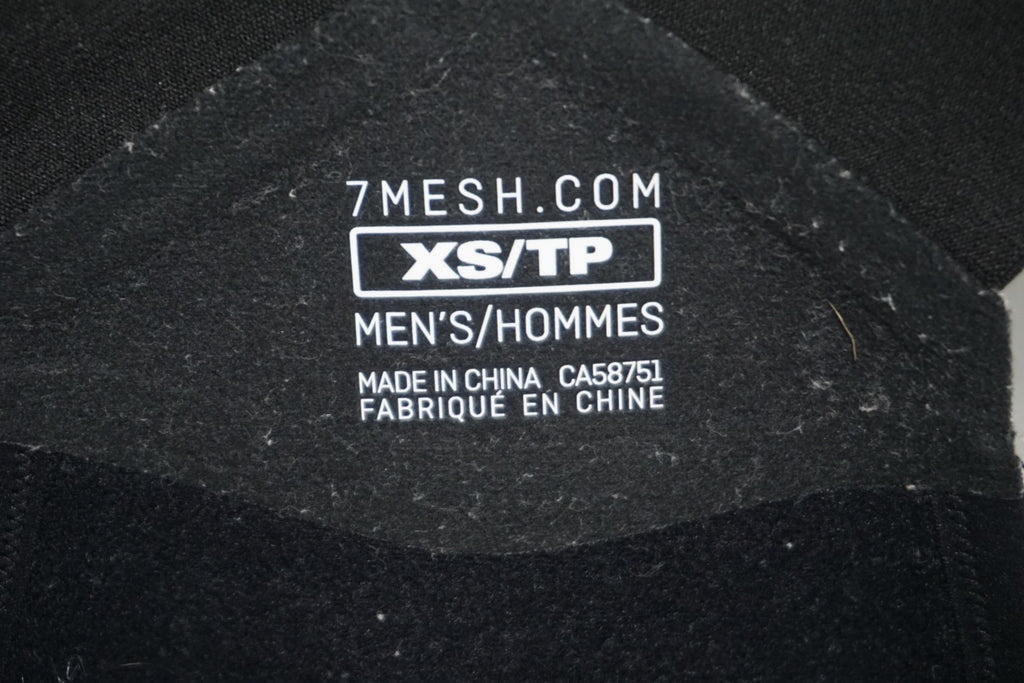 7MESH.COM
XS/TP
MEN'S/HOMMES
MADE IN CHINA CA58751
FABRIQUÉ EN CHINE